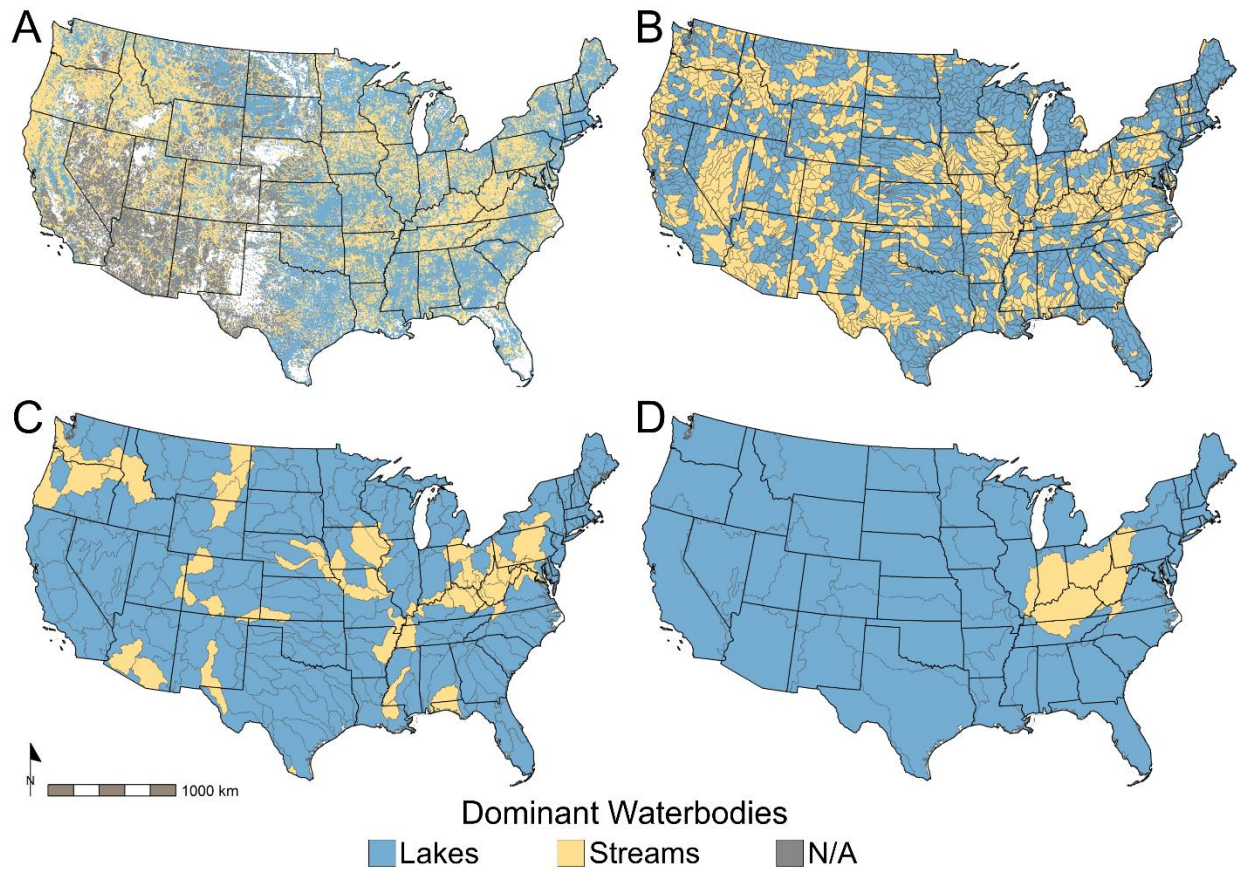 A
B
C
D
N
1000 km
Dominant Waterbodies
Lakes
Streams
N/A